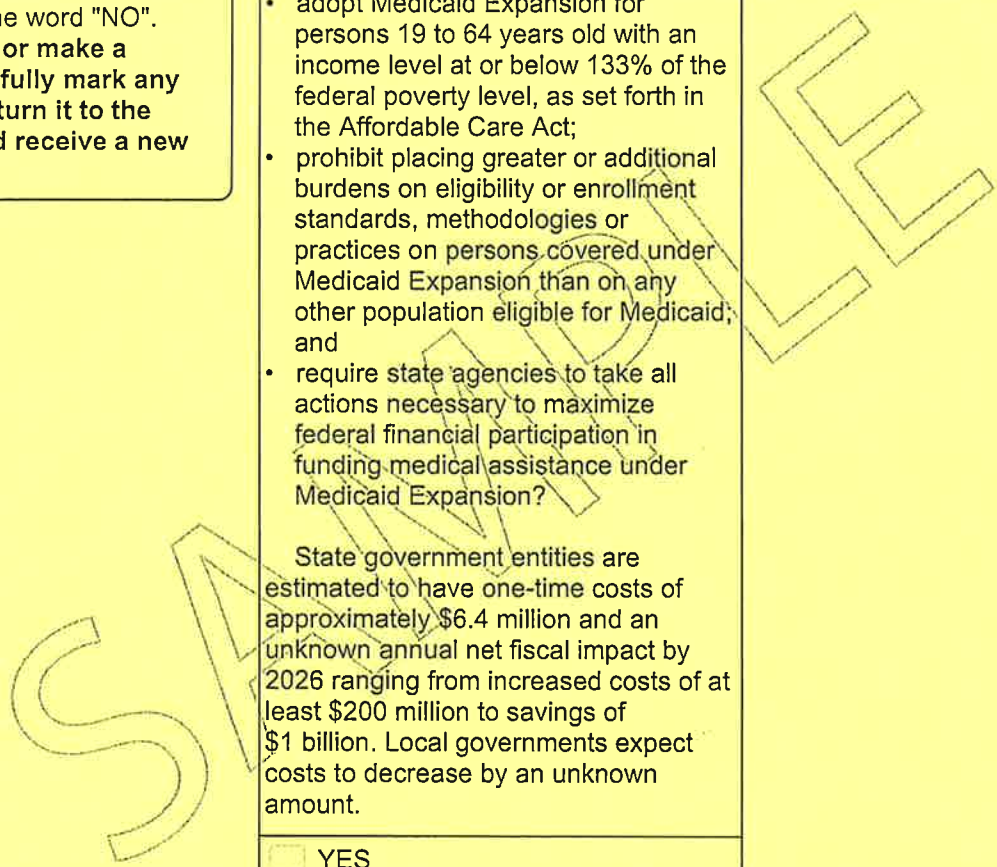 e word "NO".
or make a
fully mark any
turn it to the
d receive a new
• adopt Medicaid Expansion for
persons 19 to 64 years old with an
income level at or below 133% of the
federal poverty level, as set forth in
the Affordable Care Act;
• prohibit placing greater or additional
burdens on eligibility or enrollment
standards, methodologies or
practices on persons covered under
Medicaid Expansion than on any
other population eligible for Medicaid;
and
• require state agencies to take all
actions necessary to maximize
federal financial participation in
funding medical assistance under
Medicaid Expansion?
State government entities are
estimated to have one-time costs of
approximately $6.4 million and an
unknown annual net fiscal impact by
2026 ranging from increased costs of at
least $200 million to savings of
$1 billion. Local governments expect
costs to decrease by an unknown
amount.
YES
SAMPLE